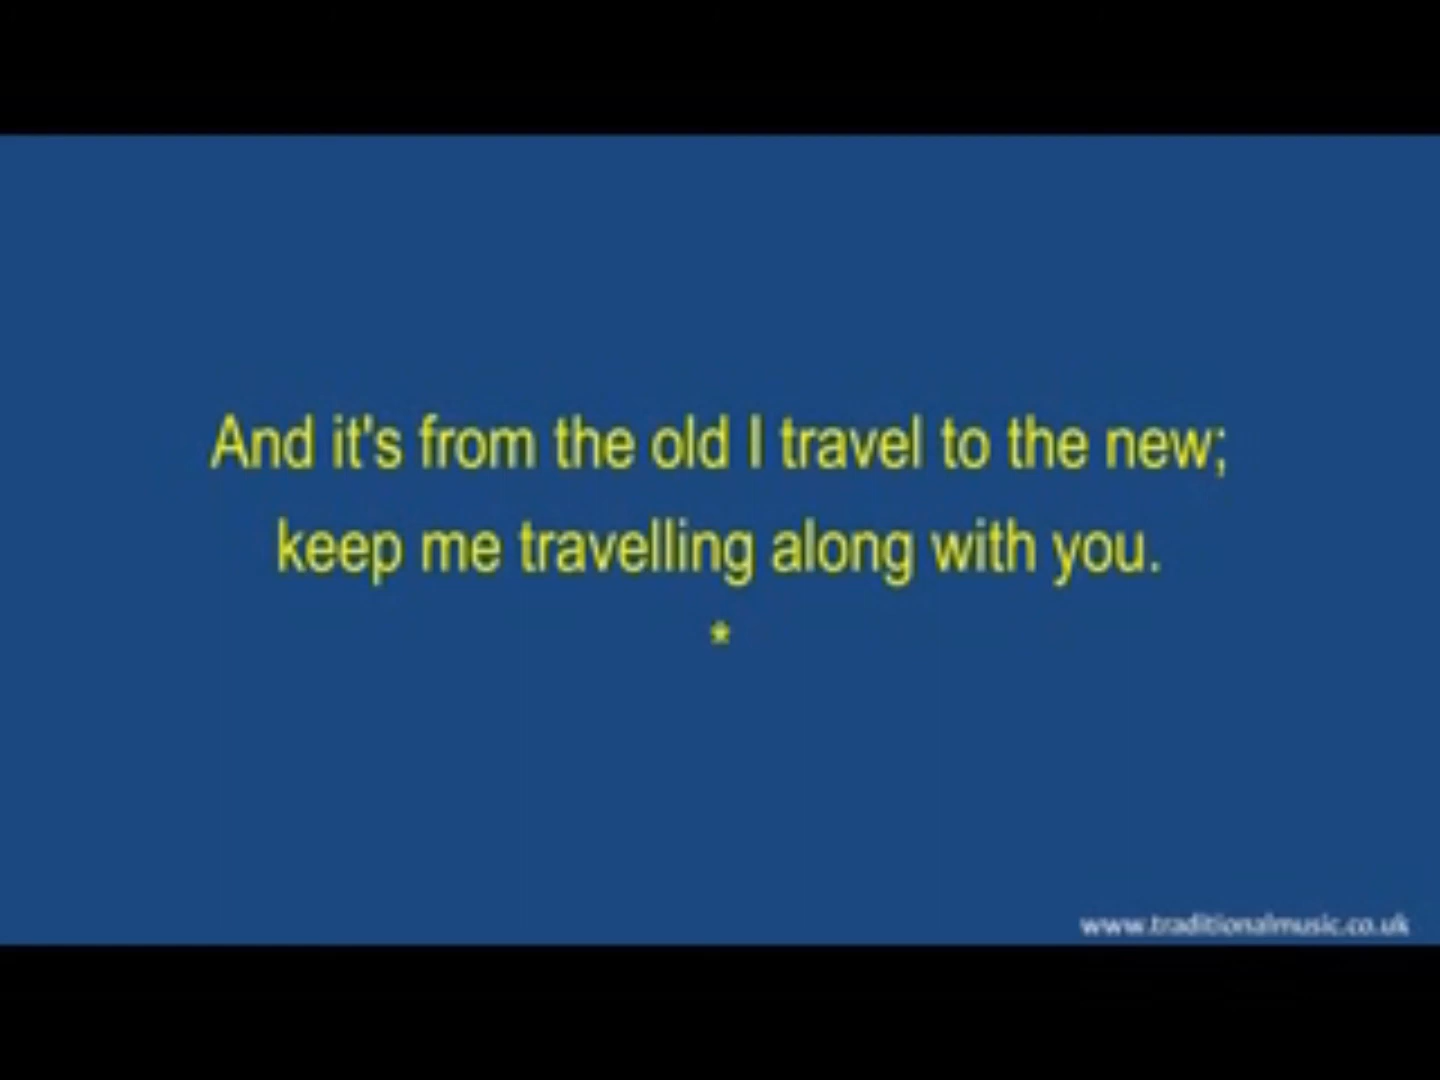 And it's from the old I travel to the new;
keep me travelling along with you.
*
www.traditionalmusic.co.uk